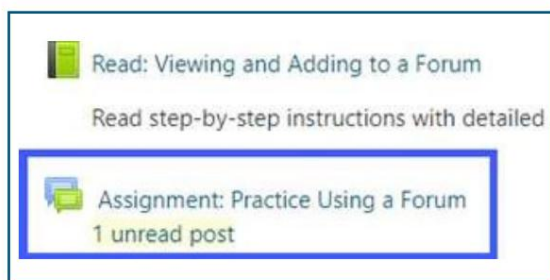 Read: Viewing and Adding to a Forum
Read step-by-step instructions with detailed
Assignment: Practice Using a Forum
1 unread post